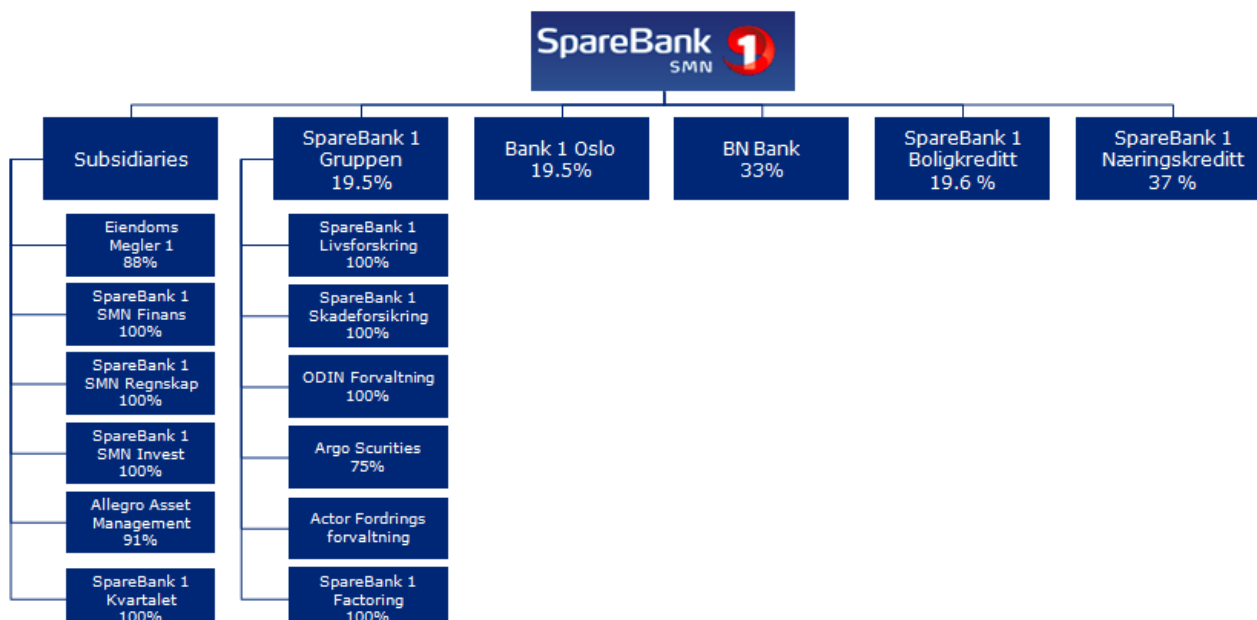 SpareBank 1
SMN
Subsidiaries
SpareBank 1
Gruppen
19.5%
Bank 1 Oslo
19.5%
BN Bank
33%
SpareBank 1
Boligkreditt
19.6 %
SpareBank 1
Næringskreditt
37 %
Eiendoms
Megler 1
88%
SpareBank 1
SMN Finans
100%
SpareBank 1
SMN Regnskap
100%
SpareBank 1
SMN Invest
100%
Allegro Asset
Management
91%
SpareBank 1
Kvartalet
100%
SpareBank 1
Livsforskring
100%
SpareBank 1
Skadeforsikring
100%
ODIN Forvaltning
100%
Argo Scurities
75%
Actor Fordrings
forvaltning
SpareBank 1
Factoring
100%